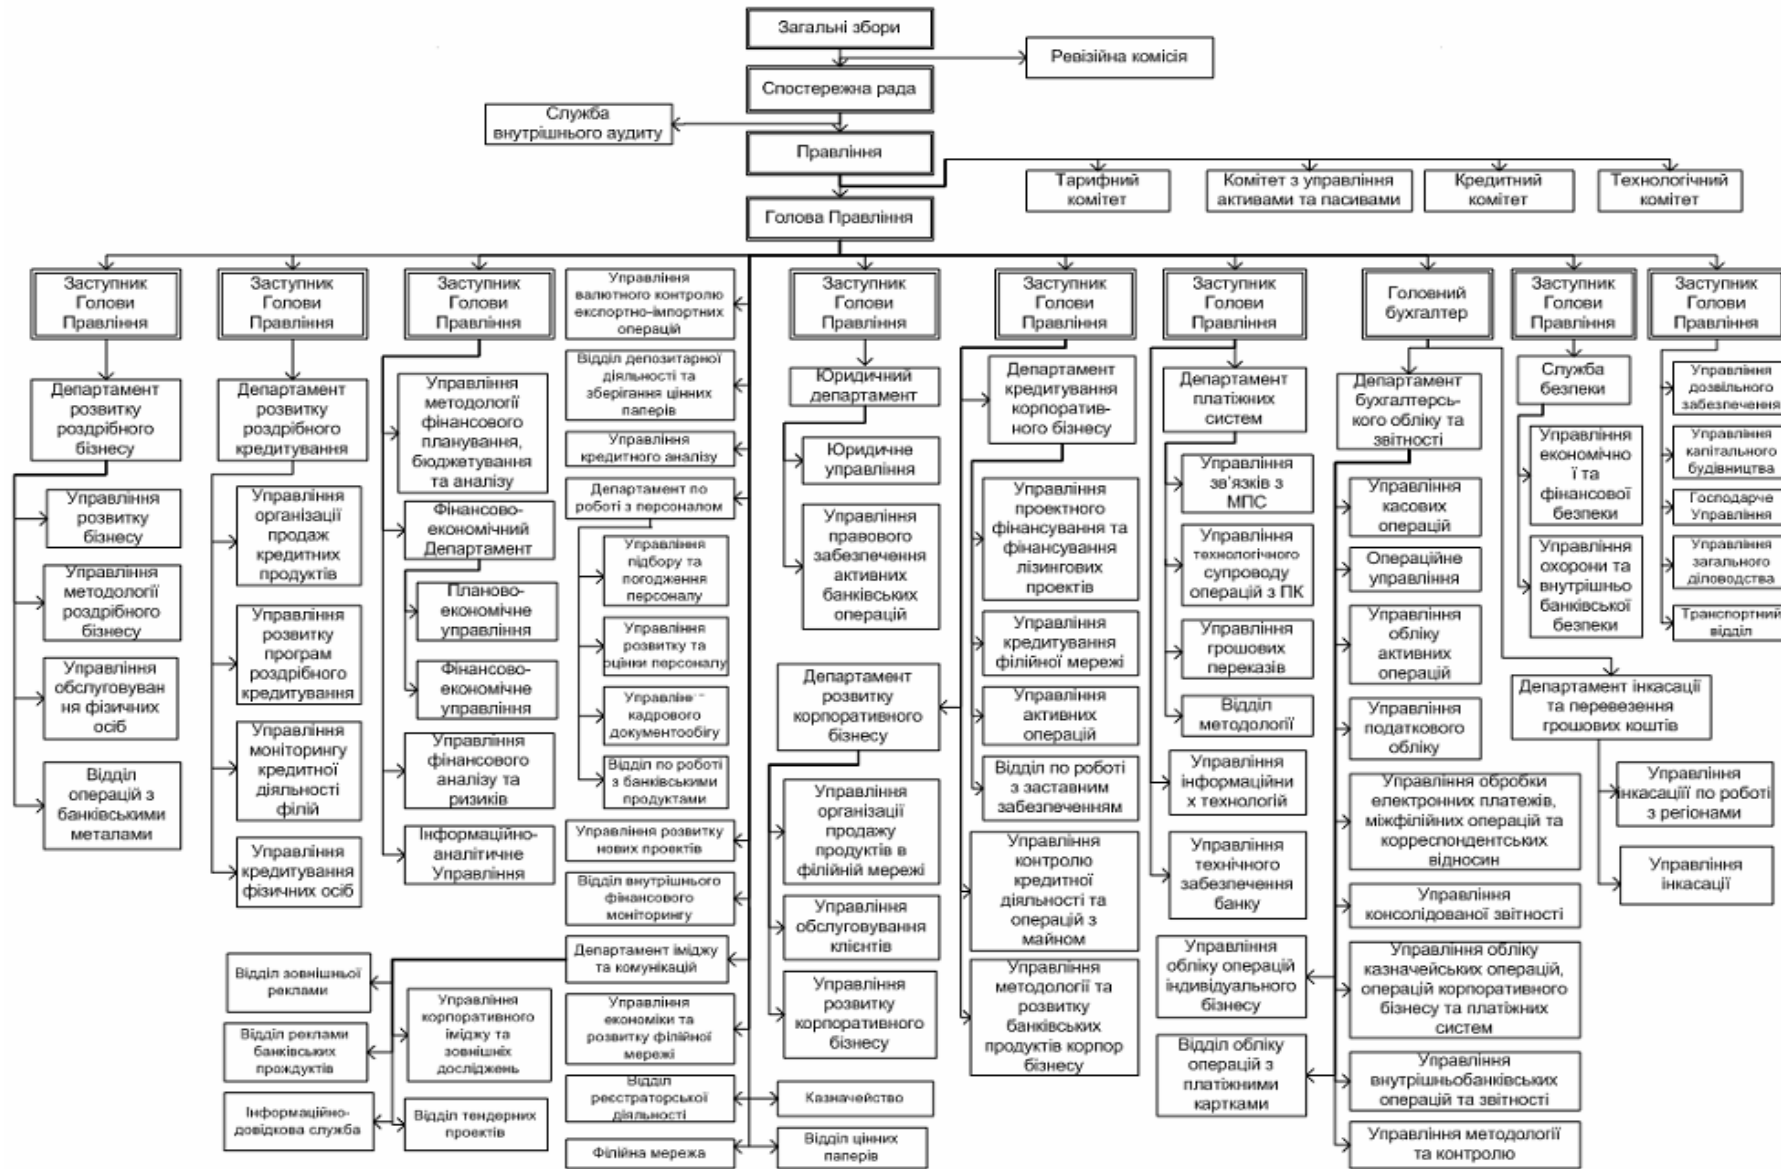 Загальні збори
Ревізійна комісія
Спостережна рада
Служба
внутрішнього аудиту
Правління
Тарифний
комітет
Комітет з управління
активами та пасивами
Кредитний
комітет
Технологічний
комітет
Голова Правління
Заступник
Голови
Правління
Департамент
розвитку
роздрібного
бізнесу
Управління
розвитку
бізнесу
Управління
методології
роздрібного
бізнесу
Управління
обслуговуван
ня фізичних
осіб
Відділ
операцій з
банківськими
металами
Заступник
Голови
Правління
Департамент
розвитку
роздрібного
кредитування
Управління
організації
продаж
кредитних
продуктів
Управління
розвитку
програм
роздрібного
кредитування
Управління
моніторингу
кредитної
діяльності
філій
Управління
кредитування
фізичних осіб
Заступник
Голови
Правління
Управління
методології
фінансового
планування,
бюджетування
та аналізу
Фінансово-
економічний
Департамент
Планово-
економічне
управління
Фінансово-
економічне
управління
Управління
фінансового
аналізу та
ризиків
Інформаційно-
аналітичне
Управління
Управління
валютного контролю
експортно-імпортних
операцій
Відділ депозитарної
діяльності та
зберігання цінних
паперів
Управління
кредитного аналізу
Департамент по
роботі з персоналом
Управління
підбору та
погодження
персоналу
Управління
розвитку та
оцінки персоналу
Управлінн
кадрового
документообігу
Відділ по роботі
з банківськими
продуктами
Управління розвитку
нових проектів
Відділ внутрішнього
фінансового
моніторингу
Департамент іміджу
та комунікацій
Відділ зовнішньої
реклами
Управління
корпоративного
іміджу та
зовнішніх
досліджень
Відділ реклами
банківських
прождуктів
Інформаційно-
довідкова служба
Відділ тендерних
проектів
Управління
економіки та
розвитку філійної
мережі
Відділ
реєстраторської
діяльності
Казначейство
Філійна мережа
Відділ цінних
паперів
Заступник
Голови
Правління
Юридичний
департамент
Юридичне
управління
Управління
правового
забезпечення
активних
банківських
операцій
Заступник
Голови
Правління
Департамент
кредитування
корпоратив-
ного бізнесу
Управління
проектного
фінансування та
фінансування
лізингових
проектів
Управління
кредитування
філійної мережі
Управління
активних
операцій
Відділ по роботі
з заставним
забезпеченням
Управління
контролю
кредитної
діяльності та
операцій з
майном
Управління
методології та
розвитку
банківських
продуктів корпор
бізнесу
Департамент
розвитку
корпоративного
бізнесу
Управління
організації
продажу
продуктів в
філійній мережі
Управління
обслуговування
клієнтів
Управління
розвитку
корпоративного
бізнесу
Заступник
Голови
Правління
Департамент
платіжних
систем
Управління
зв'язків з
МПС
Управління
технологічного
супроводу
операцій з ПК
Управління
грошових
переказів
Відділ
методології
Управління
інформаційни
х технологій
Управління
технічного
забезпечення
банку
Головний
бухгалтер
Департамент
бухгалтерсь-
кого обліку та
звітності
Управління
касових
операцій
Операційне
управління
Управління
обліку
активних
операцій
Управління
податкового
обліку
Управління обробки
електронних платежів,
міжфілійних операцій та
корреспондентських
відносин
Управління
консолідованої звітності
Управління
обліку операцій
індивідуального
бізнесу
Управління обліку
казначейських операцій,
операцій корпоративного
бізнесу та платіжних
систем
Відділ обліку
операцій з
платіжними
картками
Управління
внутрішньобанківських
операцій та звітності
Управління методології
та контролю
Департамент інкасації
та перевезення
грошових коштів
Управління
інкасаціїї по роботі
з регіонами
Управління
інкасації
Заступник
Голови
Правління
Служба
безпеки
Управління
економічно
ї та
фінансової
безпеки
Управління
охорони та
внутрішньо
банківської
безпеки
Заступник
Голови
Правління
Управління
дозвільного
забезпечення
Управління
капітального
будівництва
Господарче
Управління
Управління
загального
діловодства
Транспортний
відділ